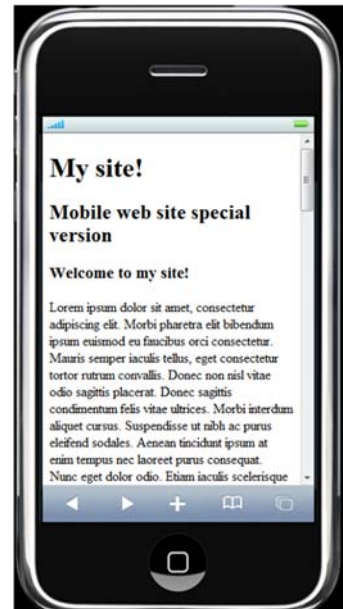 My site!
Mobile web site special
version
Welcome to my site!
Lorem ipsum dolor sit amet, consectetur
adipiscing elit. Morbi pharetra elit bibendum
ipsum euismod eu faucibus orci consectetur.
Mauris semper iaculis tellus, eget consectetur
tortor rutrum convallis. Donec non nisl vitae
odio sagittis placerat. Donec sagittis
condimentum felis vitae ultrices. Morbi interdum
aliquet cursus. Suspendisse ut nibh ac purus
eleifend sodales. Aenean tincidunt ipsum at
enim tempus nec laoreet purus consequat.
Nunc eget dolor odio. Etiam iaculis scelerisque